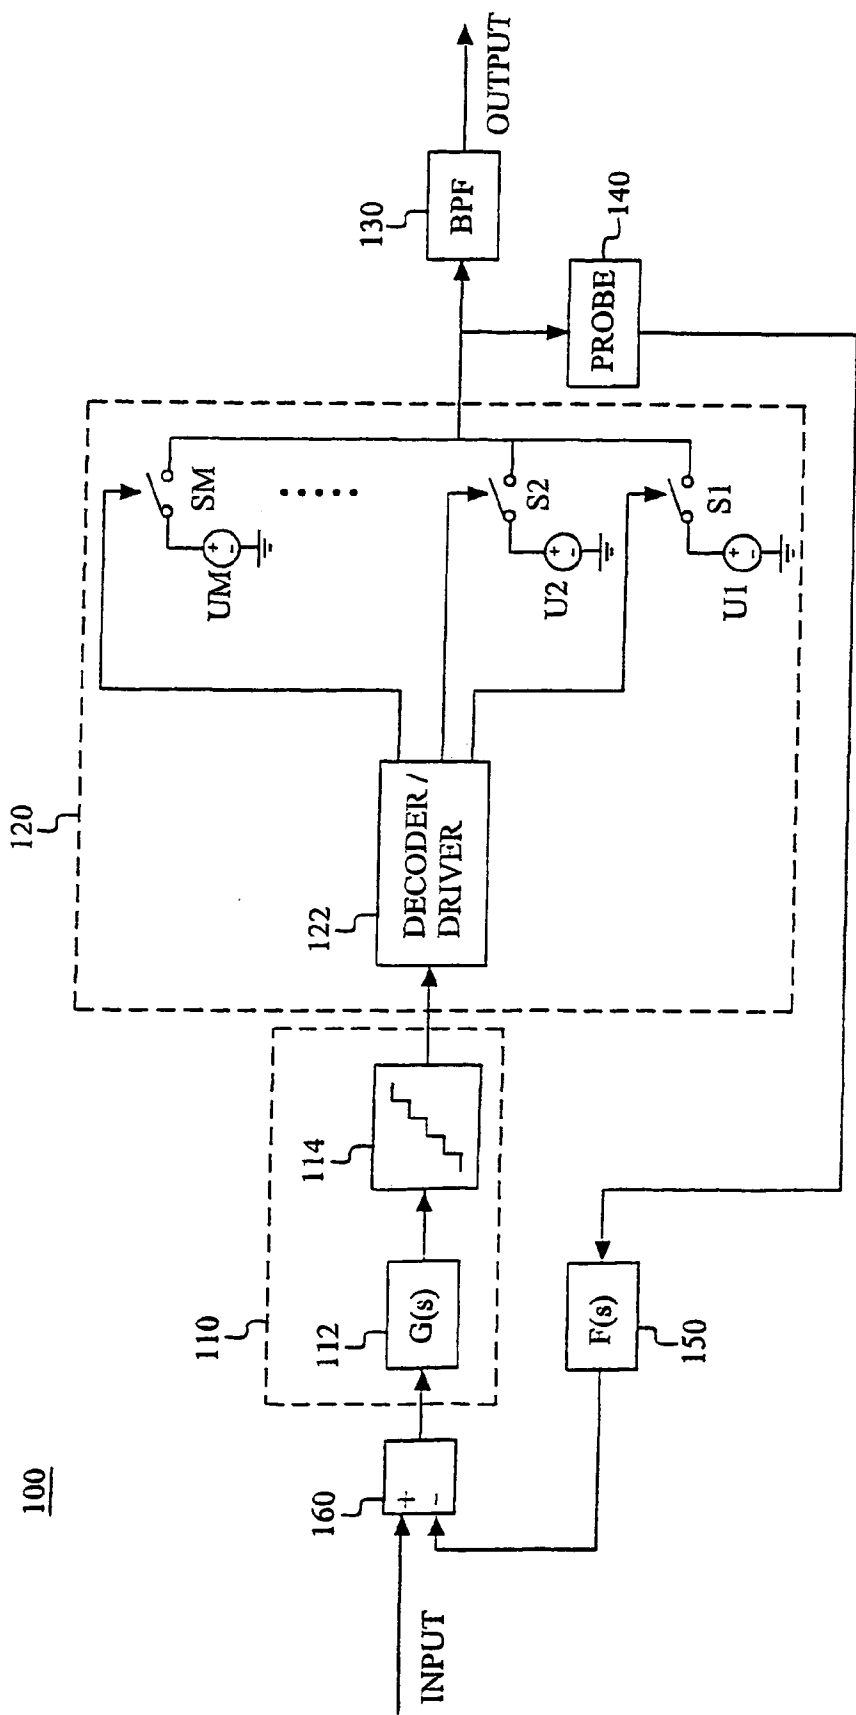 100
INPUT
160
+
-
110
112
G(s)
114
120
122
DECODER /
DRIVER
UM
+
-
SM
.....
U2
+
-
S2
U1
+
-
S1
130
BPF
OUTPUT
140
PROBE
F(s)
150